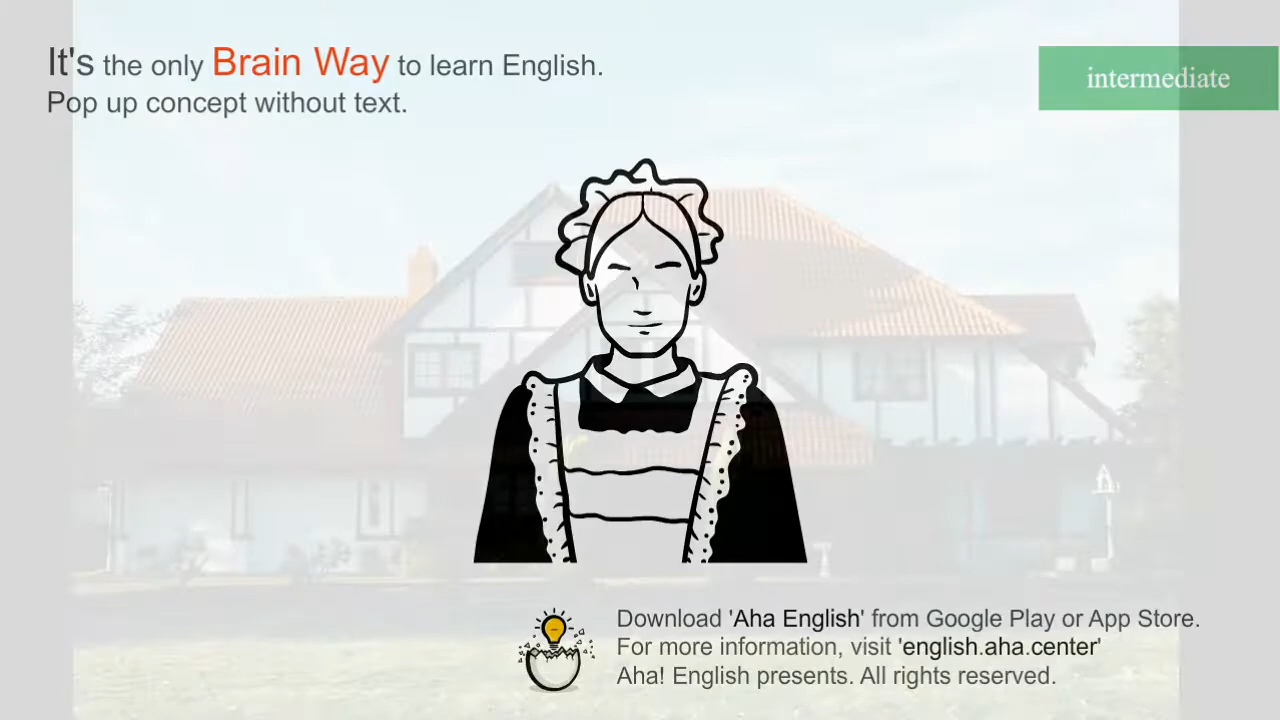 It's the only Brain Way to learn English.
Pop up concept without text.
intermediate
Download 'Aha English' from Google Play or App Store.
For more information, visit 'english.aha.center'
Aha! English presents. All rights reserved.